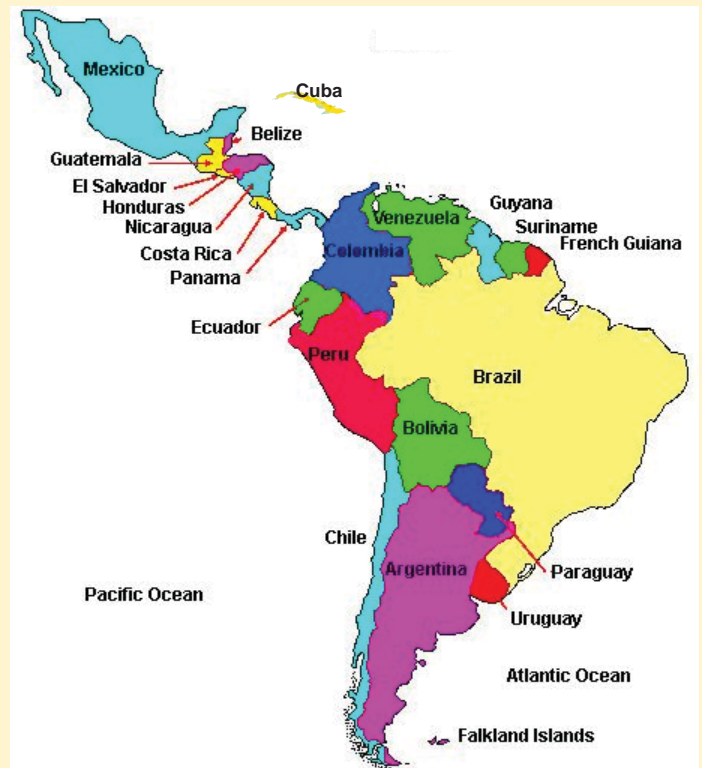 Mexico
Cuba
Belize
Guatemala
El Salvador
Honduras
Nicaragua
Costa Rica
Panama
Venezuela
Guyana
Suriname
French Guiana
Colombia
Ecuador
Peru
Brazil
Bolivia
Chile
Argentina
Paraguay
Pacific Ocean
Uruguay
Atlantic Ocean
Falkland Islands